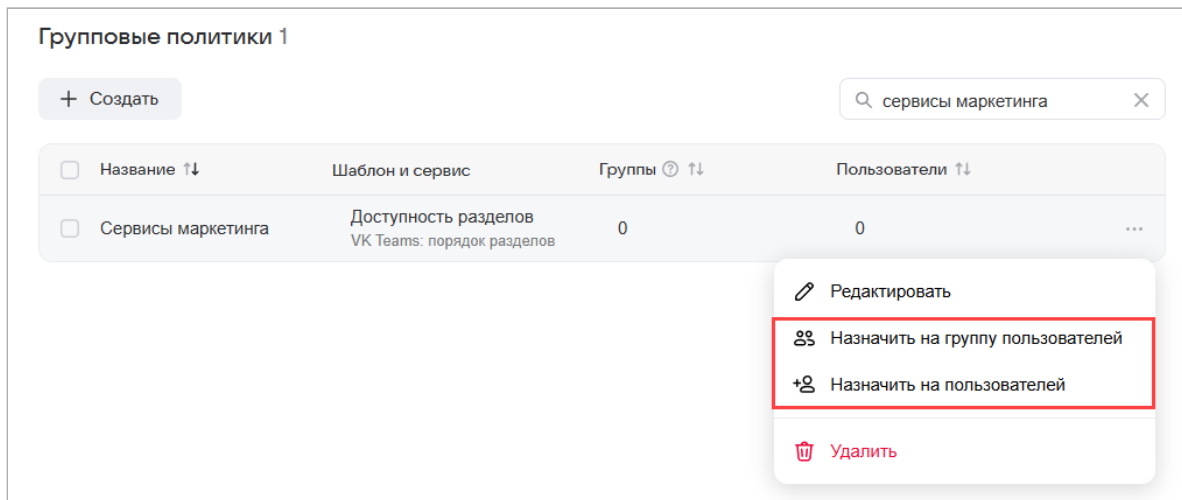 Групповые политики 1
Создать
сервисы маркетинга
Название Шаблон и сервис Группы Пользователи
Сервисы маркетинга Доступность разделов 0 0
VK Teams: порядок разделов
Редактировать
Назначить на группу пользователей
Назначить на пользователей
Удалить